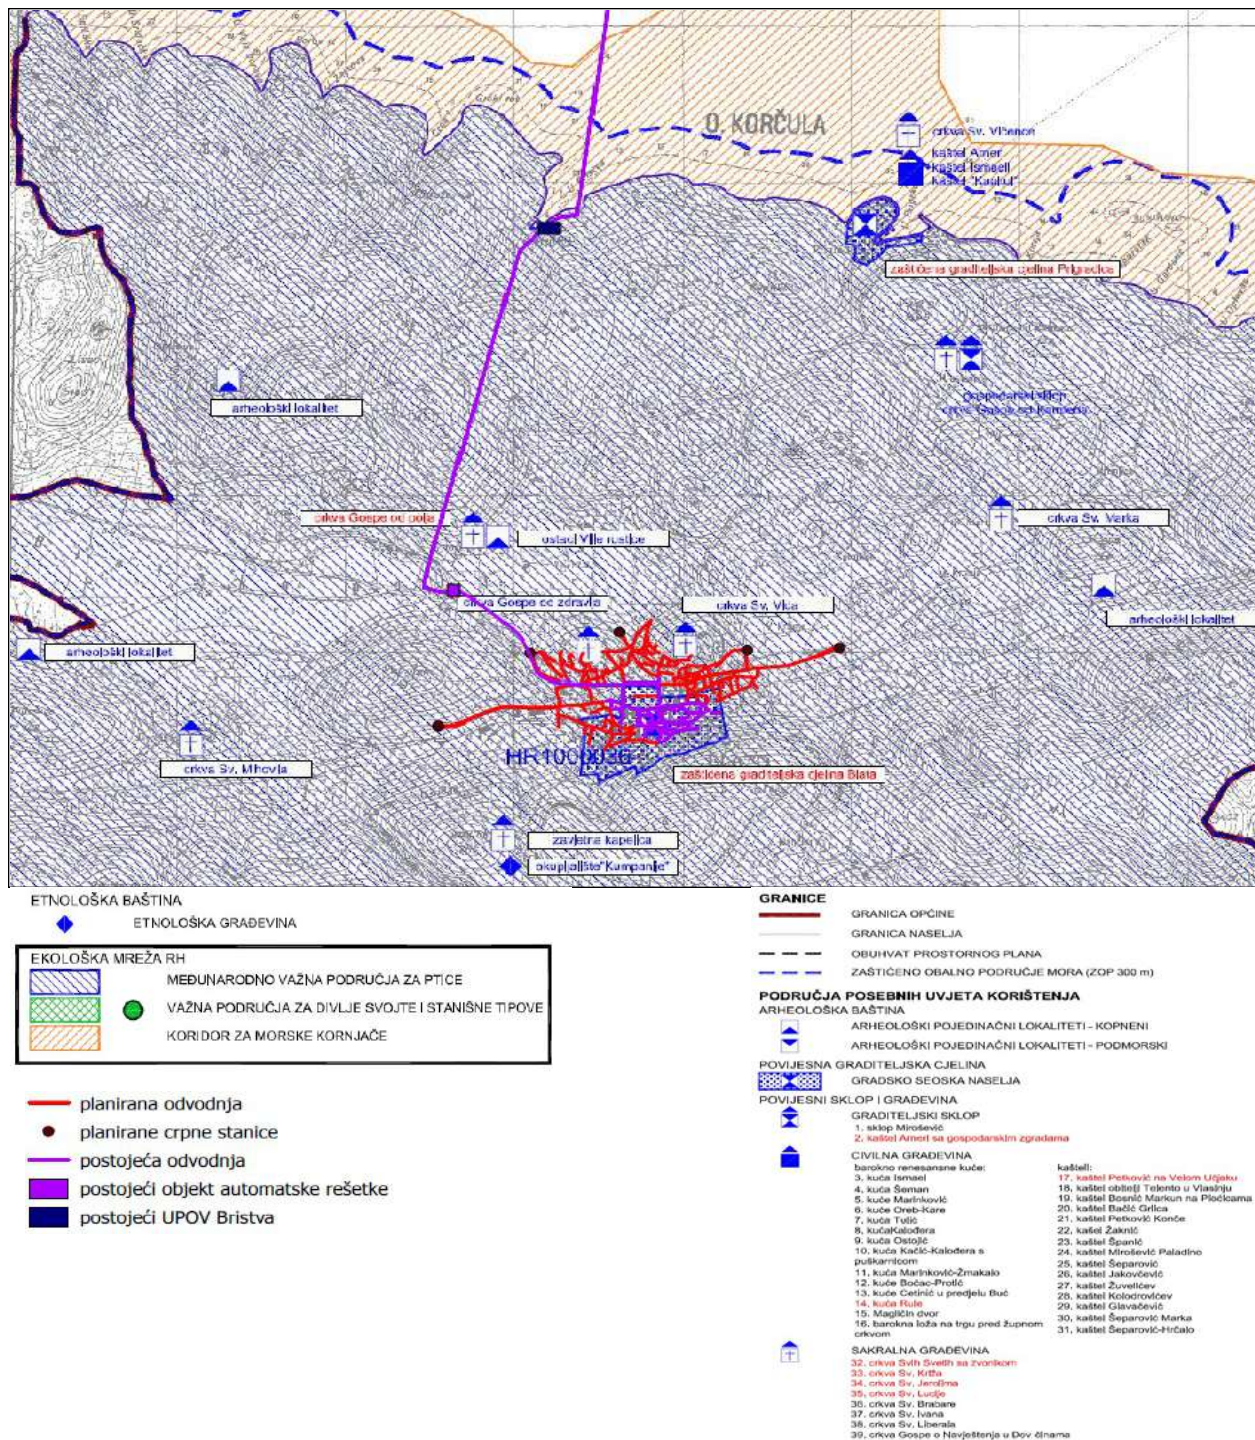 O. KORČULA
crkva Sv. Vicence
kaštel Ameri
kaštel Ismaeli
kaštel "Kaštul"
zaštićena graditeljska cjelina Prigradica
arheološki lokalitet
gospodarski sklop
crkva Gospe od Karmena
crkva Gospe od polja
ostaci Ville rustice
crkva Sv. Marka
crkva Gospe od zdravlja
crkva Sv. Vida
arheološki lokalitet
arheološki lokalitet
HR1000036
crkva Sv. Mihovila
zaštićena graditeljska cjelina Blata
zavjetna kapelica
okupljalište"Kumpanije"
ETNOLOŠKA BAŠTINA
ETNOLOŠKA GRAĐEVINA
EKOLOŠKA MREŽA RH
MEĐUNARODNO VAŽNA PODRUČJA ZA PTICE
VAŽNA PODRUČJA ZA DIVLJE SVOJTE I STANIŠNE TIPOVE
KORIDOR ZA MORSKE KORNJAČE
planirana odvodnja
planirane crpne stanice
postojeća odvodnja
postojeći objekt automatske rešetke
postojeći UPOV Bristva
GRANICE
GRANICA OPĆINE
GRANICA NASELJA
OBUHVAT PROSTORNOG PLANA
ZAŠTIĆENO OBALNO PODRUČJE MORA (ZOP 300 m)
PODRUČJA POSEBNIH UVJETA KORIŠTENJA
ARHEOLOŠKA BAŠTINA
ARHEOLOŠKI POJEDINAČNI LOKALITETI - KOPNENI
ARHEOLOŠKI POJEDINAČNI LOKALITETI - PODMORSKI
POVIJESNA GRADITELJSKA CJELINA
GRADSKO SEOSKA NASELJA
POVIJESNI SKLOP I GRAĐEVINA
GRADITELJSKI SKLOP
1. sklop Mirošević
2. kaštel Ameri sa gospodarskim zgradama
CIVILNA GRAĐEVINA
barokno renesansne kuće:
3. kuća Ismael
4. kuća Šeman
5. kuće Marinković
6. kuće Oreb-Kare
7. kuća Tulić
8. kućaKalođera
9. kuća Ostojić
10. kuća Kačić-Kalođera s
puškarnicom
11. kuća Marinković-Žmakalo
12. kuće Bočac-Protić
13. kuće Cetinić u predjelu Buč
14. kuća Rule
15. Magličin dvor
16. barokna loža na trgu pred župnom
crkvom
kašteli:
17. kaštel Petković na Velom Učjaku
18. kaštel obitelji Telento u Vlasinju
19. kaštel Bosnić Markun na Pločicama
20. kaštel Bačić Grlica
21. kaštel Petković Konče
22. kašel Žaknić
23. kaštel Španić
24. kaštel Mirošević Paladino
25. kaštel Šeparović
26. kaštel Jakovčević
27. kaštel Žuvelićev
28. kaštel Kolodrovićev
29. kaštel Glavačević
30. kaštel Šeparović Marka
31. kaštel Šeparović-Hrčalo
SAKRALNA GRAĐEVINA
32. crkva Svih Svetih sa zvonikom
33. crkva Sv. Križa
34. crkva Sv. Jerolima
35. crkva Sv. Lucije
36. crkva Sv. Brabare
37. crkva Sv. Ivana
38. crkva Sv. Liberala
39. crkva Gospe o Navještenja u Dov činama